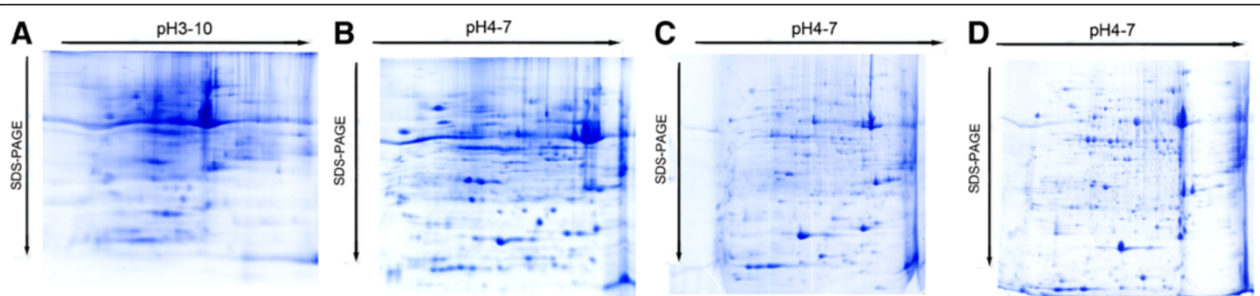 A pH3-10
SDS-PAGE
B pH4-7
SDS-PAGE
C pH4-7
SDS-PAGE
D pH4-7
SDS-PAGE